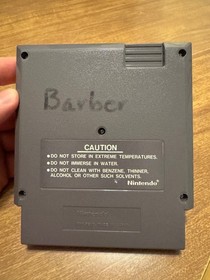 Barber
CAUTION
•DO NOT STORE IN EXTREME TEMPERATURES.
•DO NOT IMMERSE IN WATER.
•DO NOT CLEAN WITH BENZENE, THINNER,
ALCOHOL OR OTHER SUCH SOLVENTS.
Nintendo